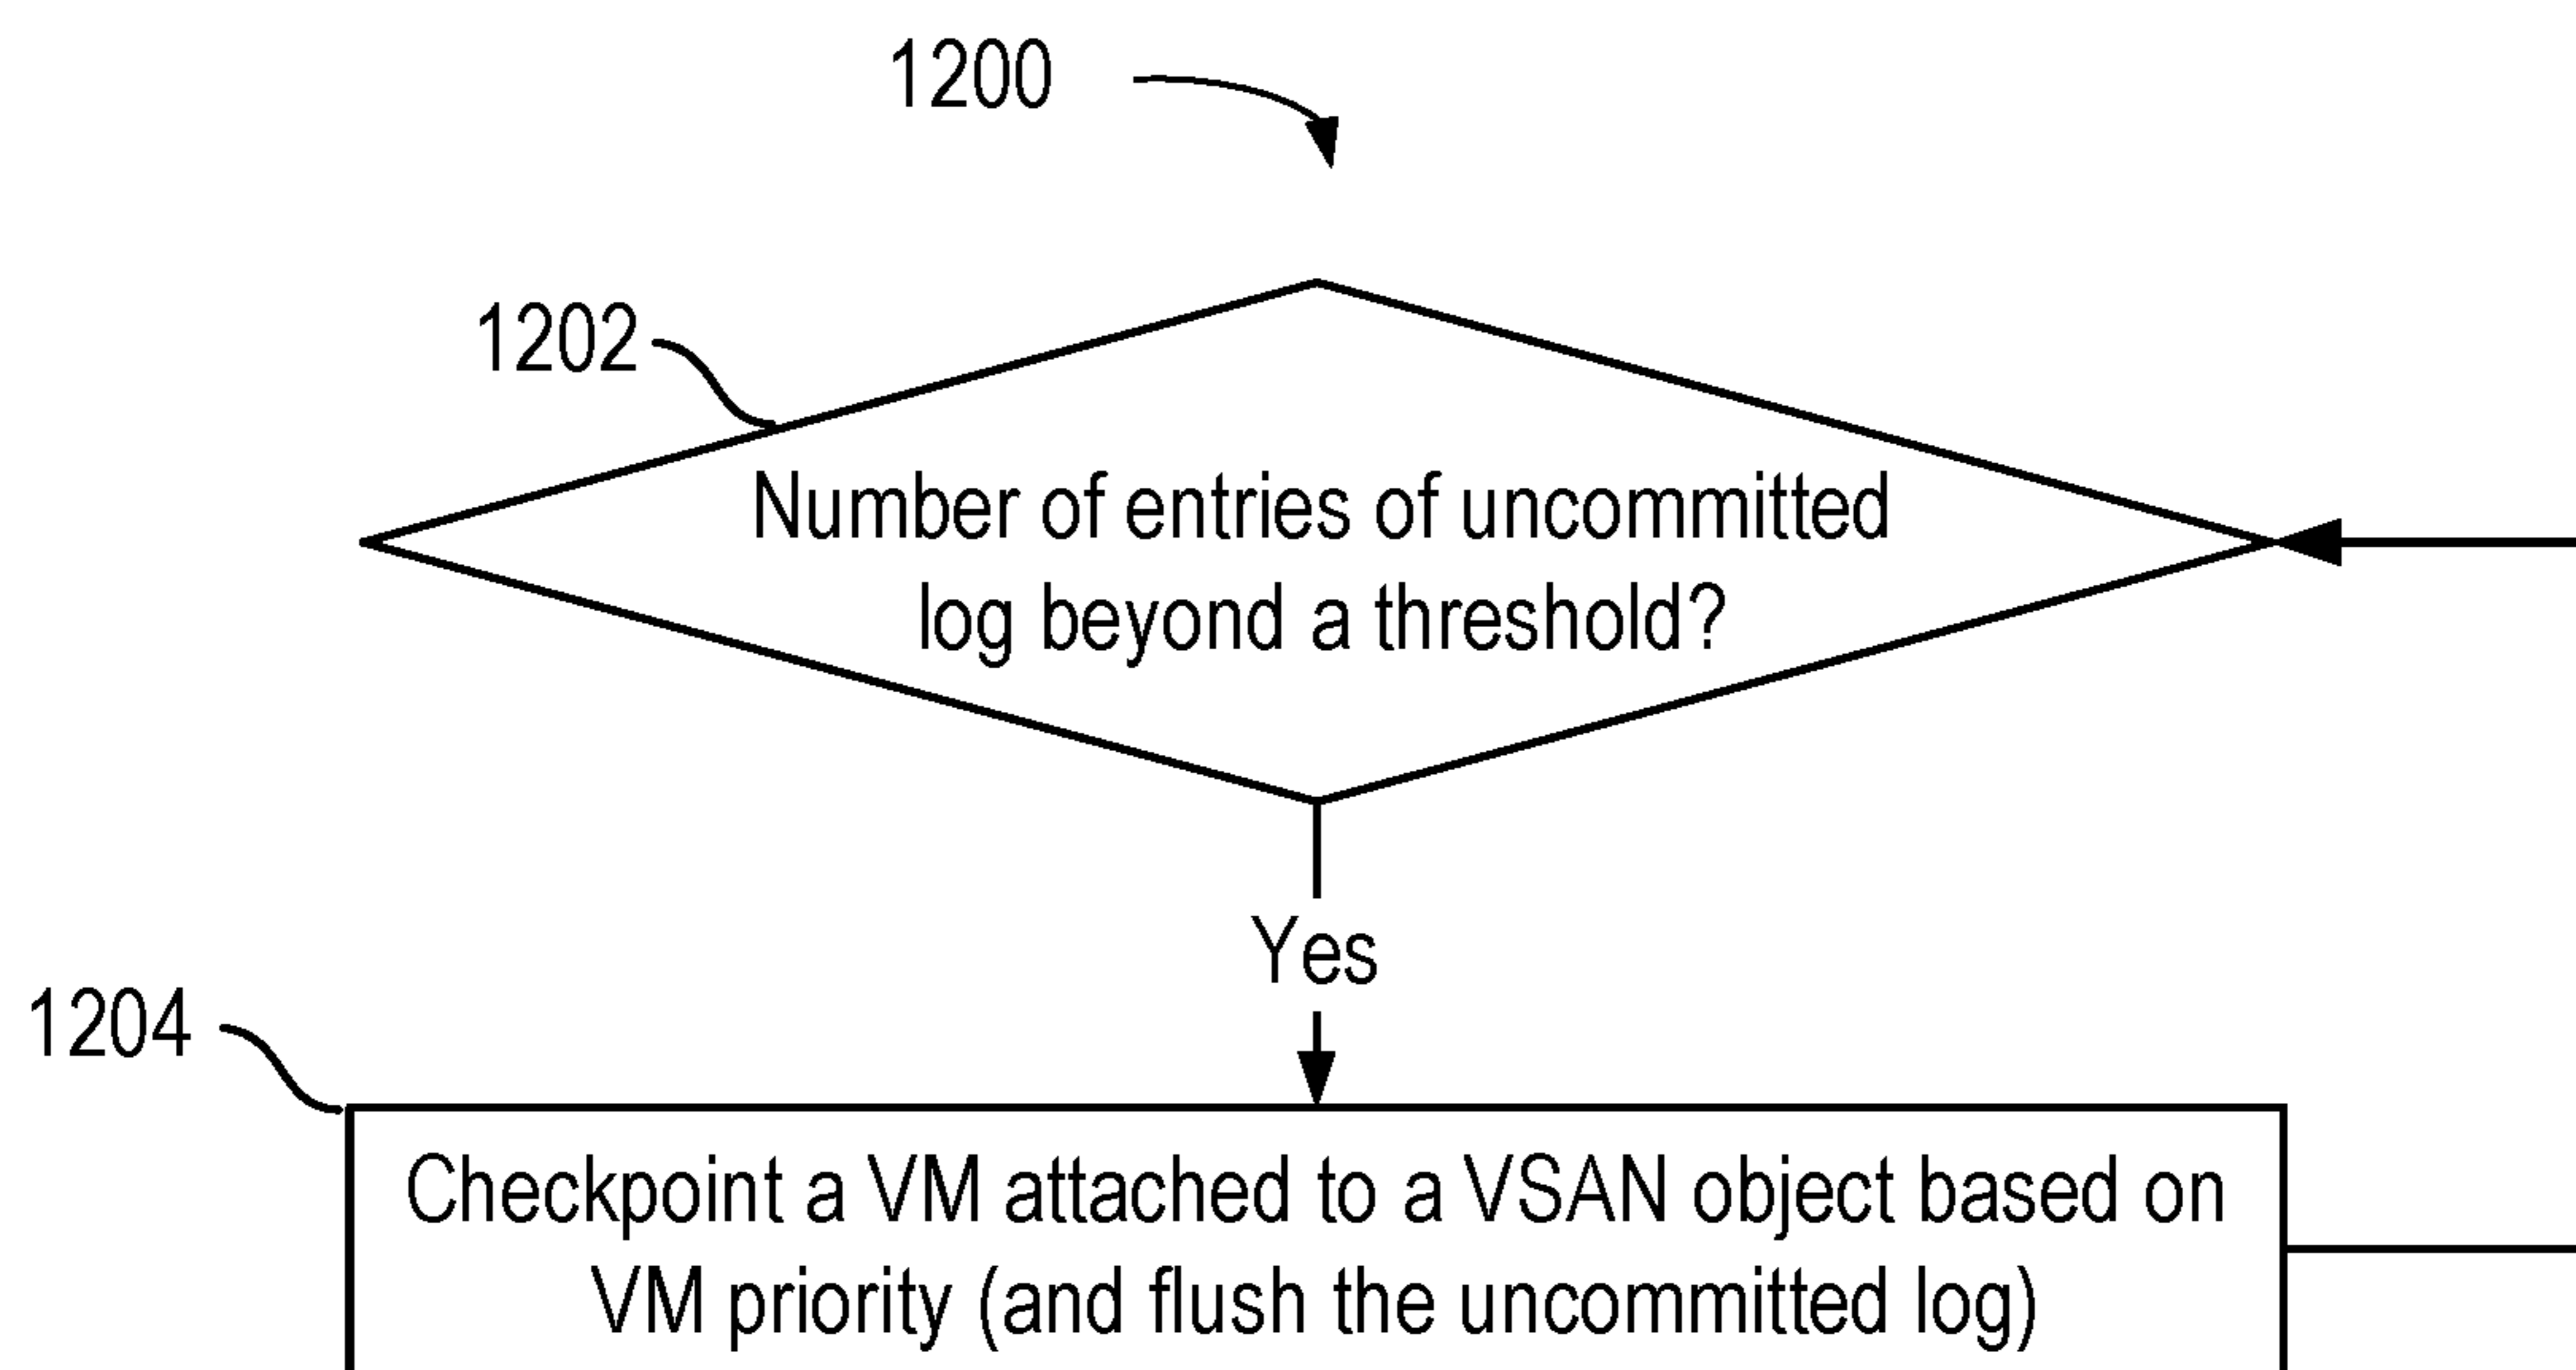 1200
1202
Number of entries of uncommitted
log beyond a threshold?
Yes
1204
Checkpoint a VM attached to a VSAN object based on
VM priority (and flush the uncommitted log)